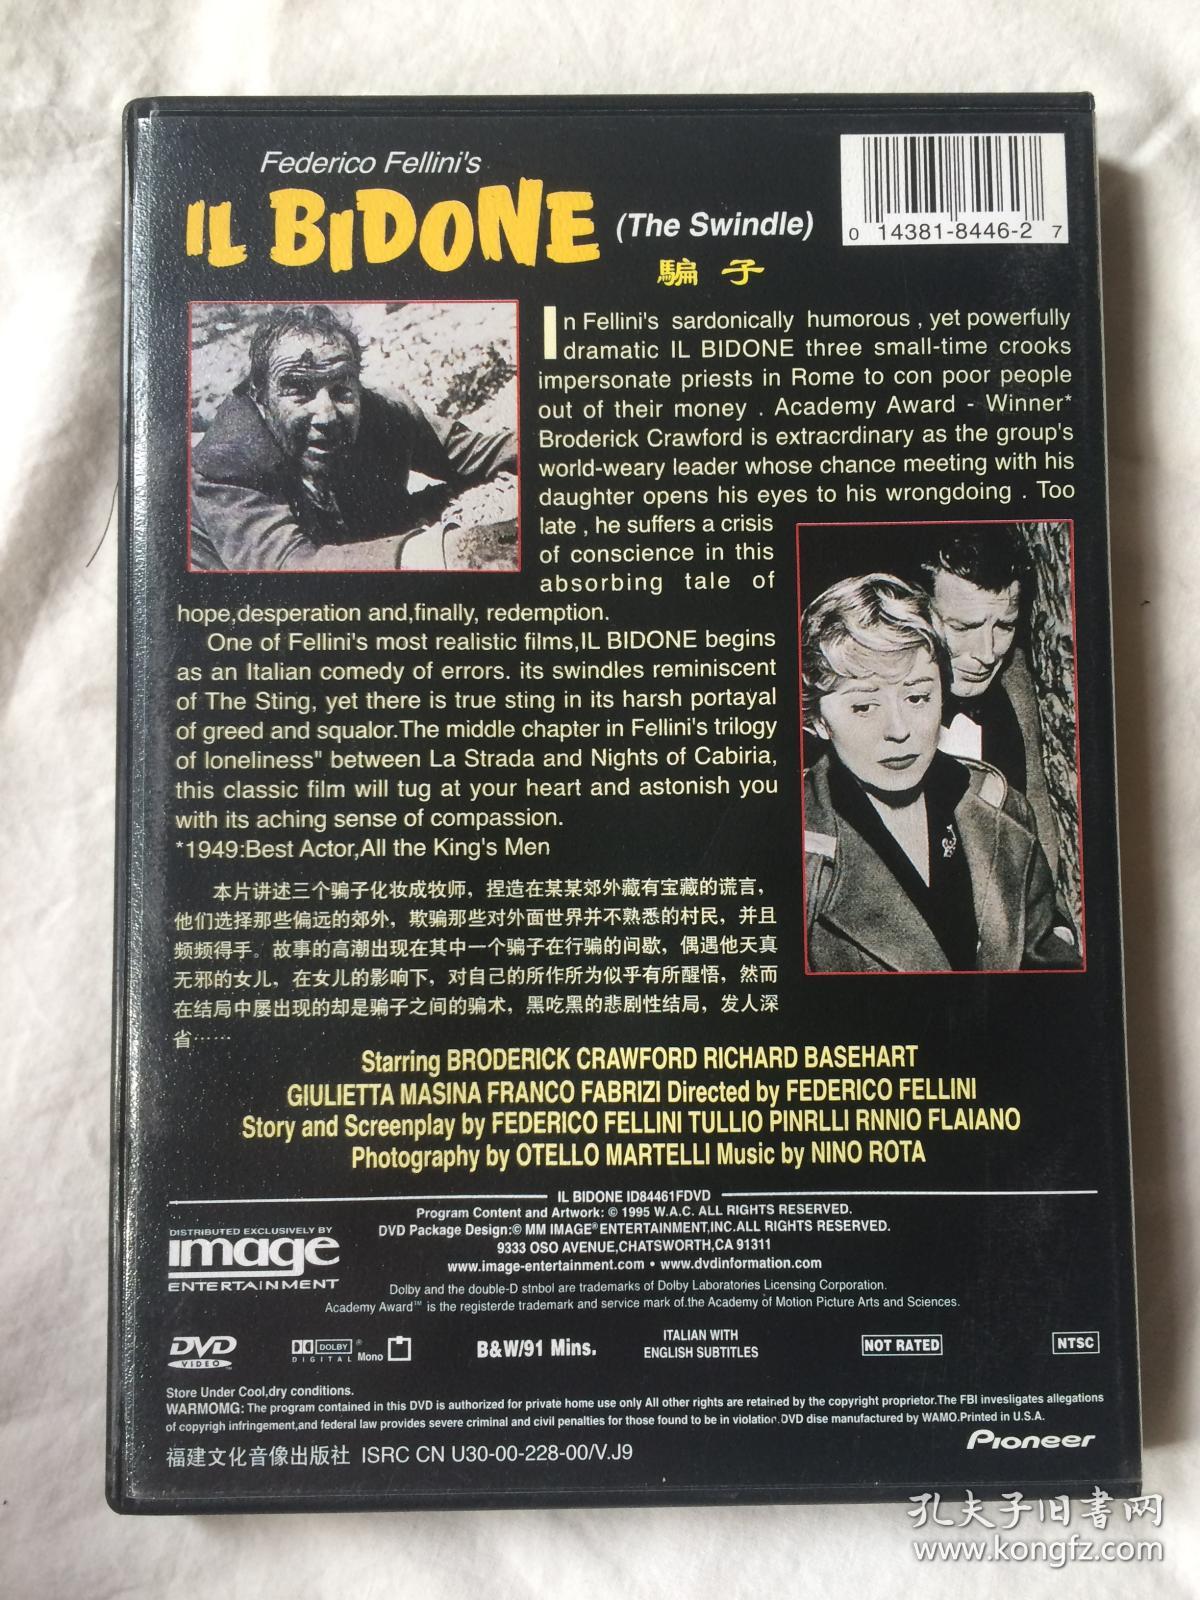 Federico Fellini's
IL BIDONE (The Swindle)
騙子
0 14381-8446-2 7
In Fellini's sardonically humorous , yet powerfully
dramatic IL BIDONE three small-time crooks
impersonate priests in Rome to con poor people
out of their money . Academy Award - Winner*
Broderick Crawford is extracrdinary as the group's
world-weary leader whose chance meeting with his
daughter opens his eyes to his wrongdoing . Too
late , he suffers a crisis
of conscience in this
absorbing tale of
hope,desperation and,finally, redemption.
One of Fellini's most realistic films,IL BIDONE begins
as an Italian comedy of errors. its swindles reminiscent
of The Sting, yet there is true sting in its harsh portayal
of greed and squalor.The middle chapter in Fellini's trilogy
of loneliness" between La Strada and Nights of Cabiria,
this classic film will tug at your heart and astonish you
with its aching sense of compassion.
*1949:Best Actor,All the King's Men
本片讲述三个骗子化妆成牧师，捏造在某某郊外藏有宝藏的谎言，
他们选择那些偏远的郊外，欺骗那些对外面世界并不熟悉的村民，并且
频频得手。故事的高潮出现在其中一个骗子在行骗的间歇，偶遇他天真
无邪的女儿，在女儿的影响下，对自己的所作所为似乎有所醒悟，然而
在结局中屡出现的却是骗子之间的骗术，黑吃黑的悲剧性结局，发人深
省……
Starring BRODERICK CRAWFORD RICHARD BASEHART
GIULIETTA MASINA FRANCO FABRIZI Directed by FEDERICO FELLINI
Story and Screenplay by FEDERICO FELLINI TULLIO PINRLLI RNNIO FLAIANO
Photography by OTELLO MARTELLI Music by NINO ROTA
IL BIDONE ID84461FDVD
DISTRIBUTED EXCLUSIVELY BY
image
ENTERTAINMENT
Program Content and Artwork: © 1995 W.A.C. ALL RIGHTS RESERVED.
DVD Package Design:© MM IMAGE® ENTERTAINMENT,INC.ALL RIGHTS RESERVED.
9333 OSO AVENUE,CHATSWORTH,CA 91311
www.image-entertainment.com • www.dvdinformation.com
Dolby and the double-D stnbol are trademarks of Dolby Laboratories Licensing Corporation.
Academy Award™ is the registerde trademark and service mark of.the Academy of Motion Picture Arts and Sciences.
DVD VIDEO
DOLBY ® DIGITAL Mono
B&W/91 Mins.
ITALIAN WITH
ENGLISH SUBTITLES
NOT RATED
NTSC
Store Under Cool,dry conditions.
WARMOMG: The program contained in this DVD is authorized for private home use only All other rights are retained by the copyright proprietor.The FBI invesligates allegations
of copyrigh infringement,and federal law provides severe criminal and civil penalties for those found to be in violation.DVD dise manufactured by WAMO.Printed in U.S.A.
Pioneer
福建文化音像出版社 ISRC CN U30-00-228-00/V.J9
孔夫子旧書网
www.kongfz.com